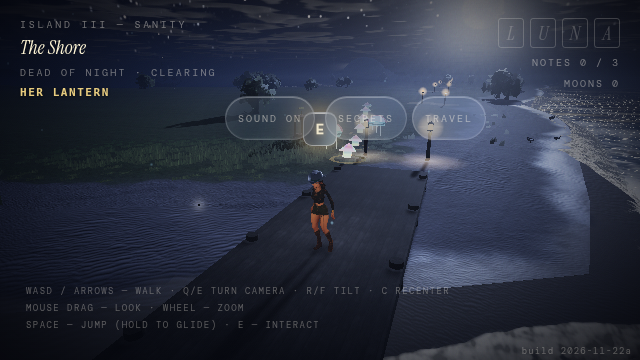 ISLAND III — SANITY
The Shore
DEAD OF NIGHT · CLEARING
HER LANTERN
LUNA
NOTES 0 / 3
MOONS 0
SOUND ON
SECRETS
TRAVEL
E
WASD / ARROWS — WALK · Q/E TURN CAMERA · R/F TILT · C RECENTER
MOUSE DRAG — LOOK · WHEEL — ZOOM
SPACE — JUMP (HOLD TO GLIDE) · E — INTERACT
build 2026-11-22a